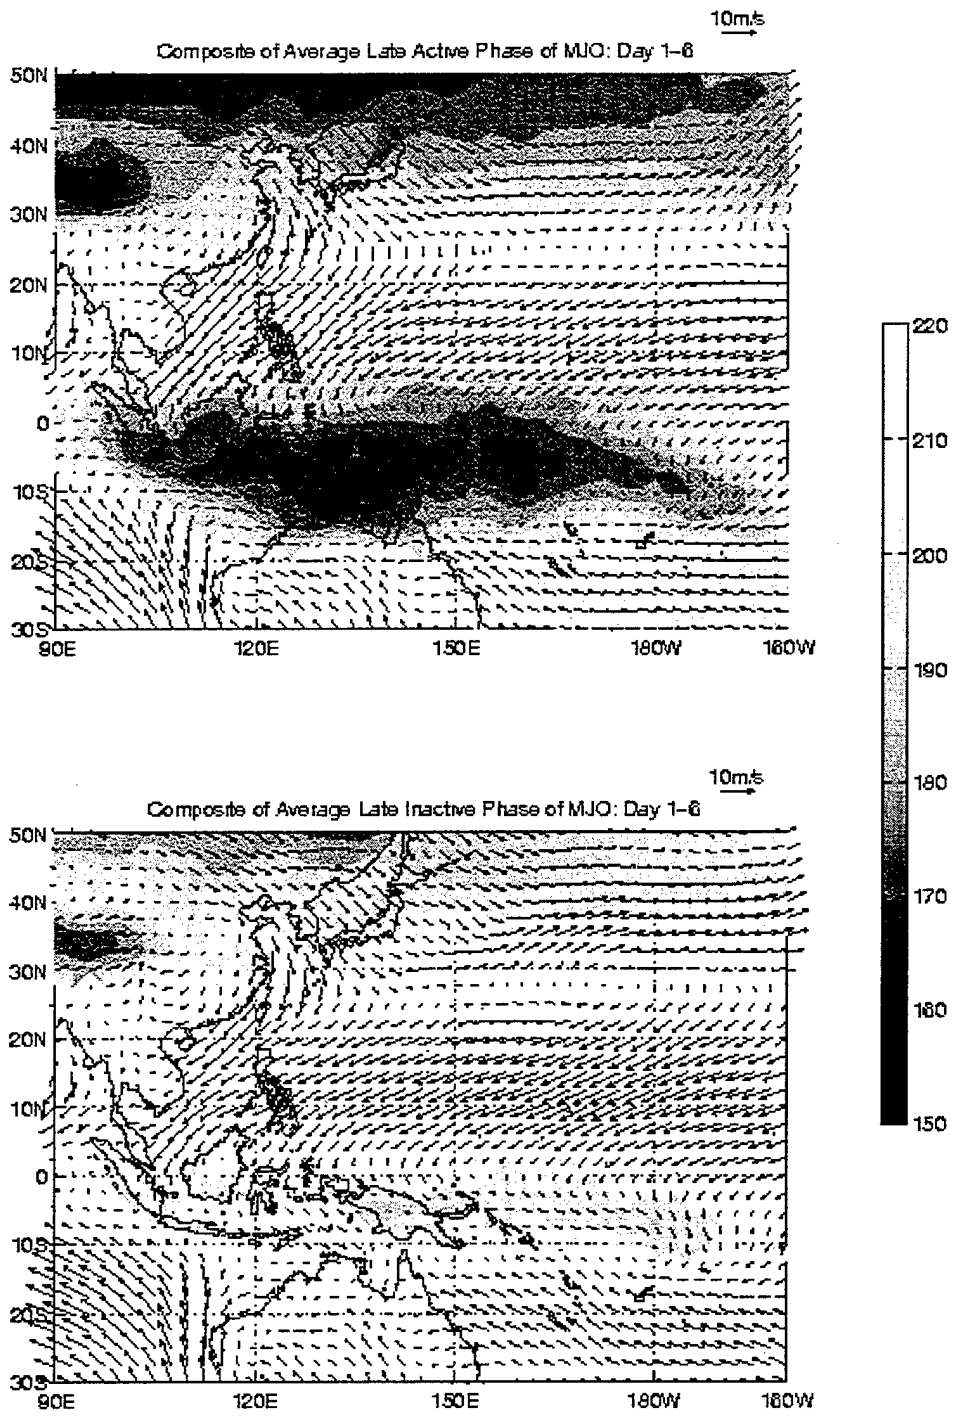 10m/s
Composite of Average Late Active Phase of MJO: Day 1-6
50N
40N
30N
20N
10N
0
10S
20S
30S
90E 120E 150E 180W 160W
220
210
200
190
180
170
160
150
10m/s
Composite of Average Late Inactive Phase of MJO: Day 1-6
50N
40N
30N
20N
10N
0
10S
20S
30S
90E 120E 150E 180W 160W